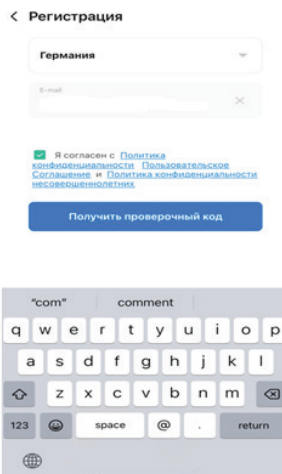 Регистрация
Германия
E-mail
Я согласен с Политика
конфиденциальности Пользовательское
Соглашение и Политика конфиденциальности
несовершеннолетних
Получить проверочный код
"com" comment
q w e r t y u i o p
a s d f g h j k l
z x c v b n m
123 space @ . return